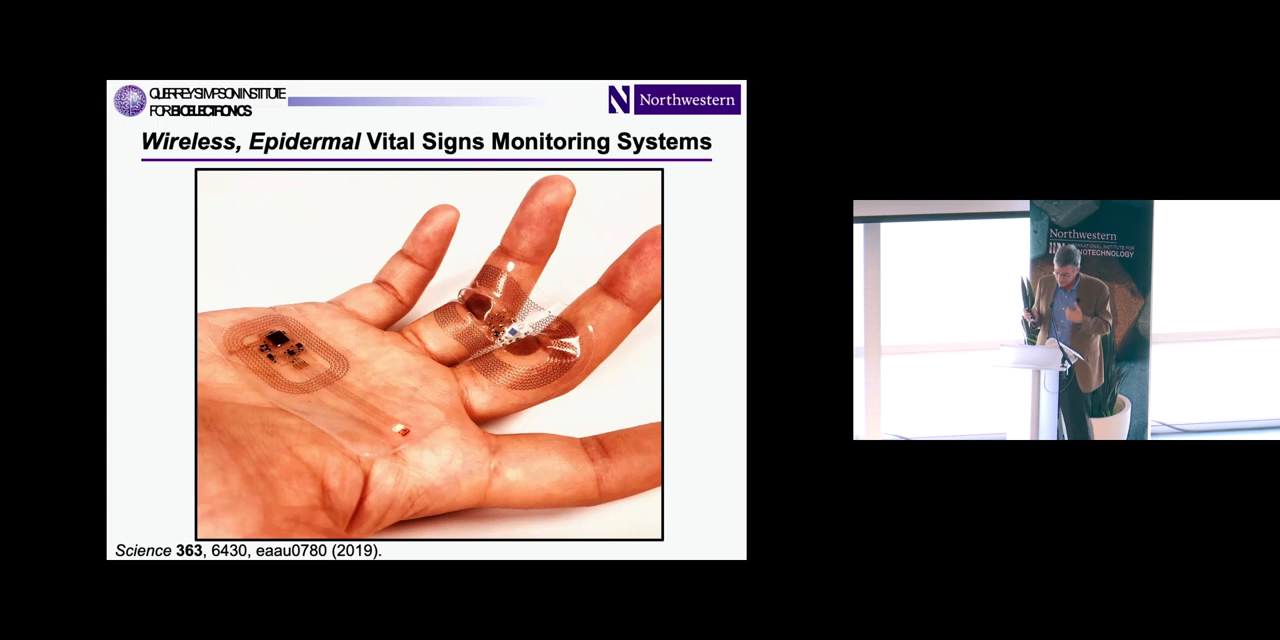 QUERREY SIMPSON INSTITUTE
FOR BIOELECTRONICS
N Northwestern
Wireless, Epidermal Vital Signs Monitoring Systems
Science 363, 6430, eaau0780 (2019).
Northwestern
INTERNATIONAL INSTITUTE FOR
NANOTECHNOLOGY